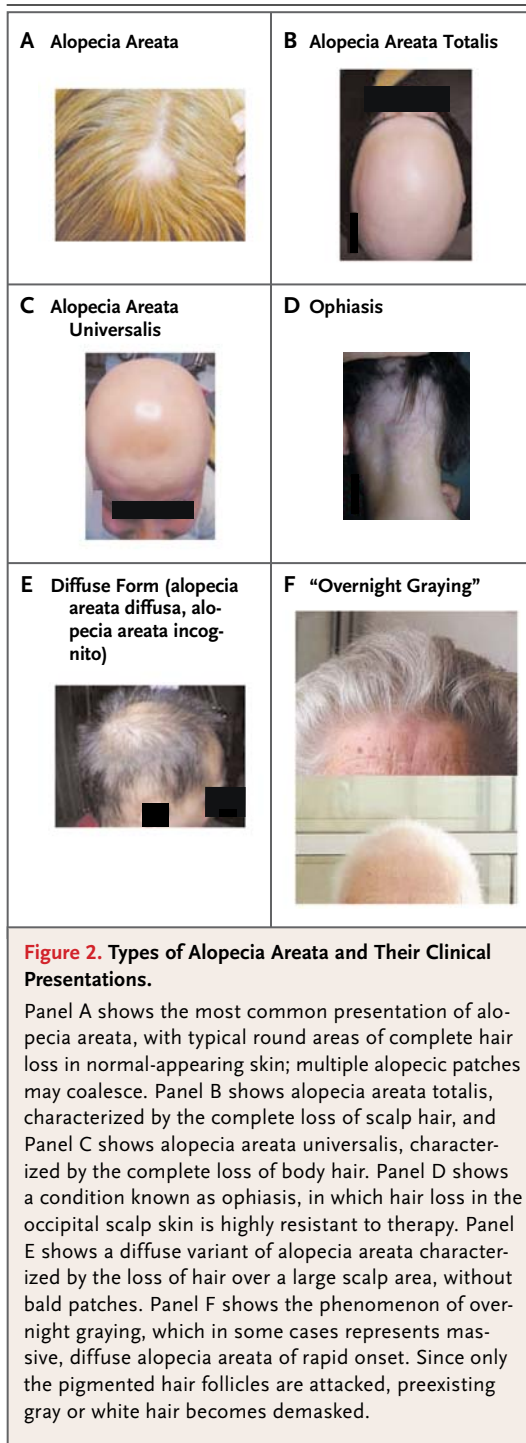 A Alopecia Areata
B Alopecia Areata Totalis
C Alopecia Areata
Universalis
D Ophiasis
E Diffuse Form (alopecia
areata diffusa, alo-
pecia areata incog-
nito)
F “Overnight Graying”
Figure 2. Types of Alopecia Areata and Their Clinical
Presentations.
Panel A shows the most common presentation of alo-
pecia areata, with typical round areas of complete hair
loss in normal-appearing skin; multiple alopecic patches
may coalesce. Panel B shows alopecia areata totalis,
characterized by the complete loss of scalp hair, and
Panel C shows alopecia areata universalis, character-
ized by the complete loss of body hair. Panel D shows
a condition known as ophiasis, in which hair loss in the
occipital scalp skin is highly resistant to therapy. Panel
E shows a diffuse variant of alopecia areata character-
ized by the loss of hair over a large scalp area, without
bald patches. Panel F shows the phenomenon of over-
night graying, which in some cases represents mas-
sive, diffuse alopecia areata of rapid onset. Since only
the pigmented hair follicles are attacked, preexisting
gray or white hair becomes demasked.